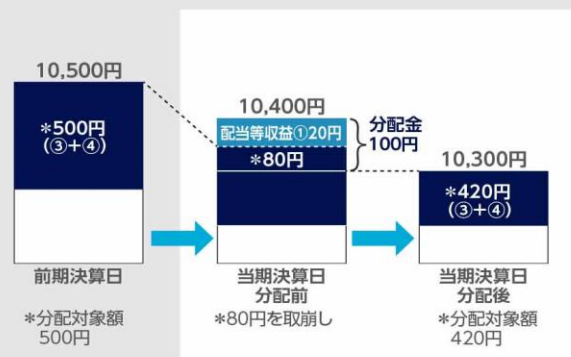 10,500円
*500円
(③+④)
前期決算日
*分配対象額
500円
10,400円
配当等収益①20円
*80円
分配金
100円
当期決算日
分配前
*80円を取崩し
10,300円
*420円
(③+④)
当期決算日
分配後
*分配対象額
420円